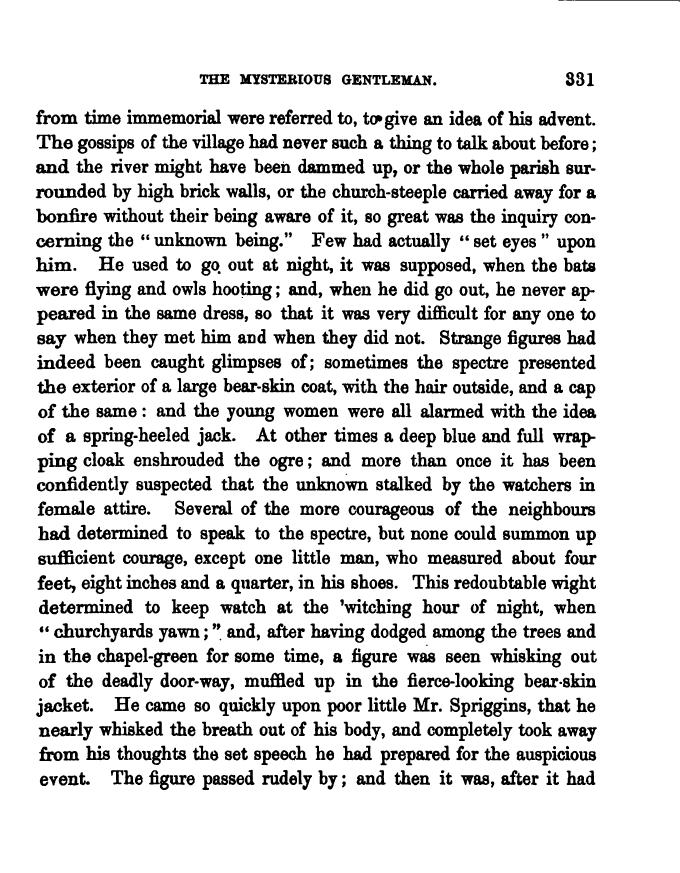 THE MYSTERIOUS GENTLEMAN. 331
from time immemorial were referred to, to give an idea of his advent.
The gossips of the village had never such a thing to talk about before;
and the river might have been dammed up, or the whole parish sur-
rounded by high brick walls, or the church-steeple carried away for a
bonfire without their being aware of it, so great was the inquiry con-
cerning the "unknown being." Few had actually "set eyes" upon
him. He used to go out at night, it was supposed, when the bats
were flying and owls hooting; and, when he did go out, he never ap-
peared in the same dress, so that it was very difficult for any one to
say when they met him and when they did not. Strange figures had
indeed been caught glimpses of; sometimes the spectre presented
the exterior of a large bear-skin coat, with the hair outside, and a cap
of the same: and the young women were all alarmed with the idea
of a spring-heeled jack. At other times a deep blue and full wrap-
ping cloak enshrouded the ogre; and more than once it has been
confidently suspected that the unknown stalked by the watchers in
female attire. Several of the more courageous of the neighbours
had determined to speak to the spectre, but none could summon up
sufficient courage, except one little man, who measured about four
feet, eight inches and a quarter, in his shoes. This redoubtable wight
determined to keep watch at the 'witching hour of night, when
"churchyards yawn;" and, after having dodged among the trees and
in the chapel-green for some time, a figure was seen whisking out
of the deadly door-way, muffled up in the fierce-looking bear-skin
jacket. He came so quickly upon poor little Mr. Spriggins, that he
nearly whisked the breath out of his body, and completely took away
from his thoughts the set speech he had prepared for the auspicious
event. The figure passed rudely by; and then it was, after it had